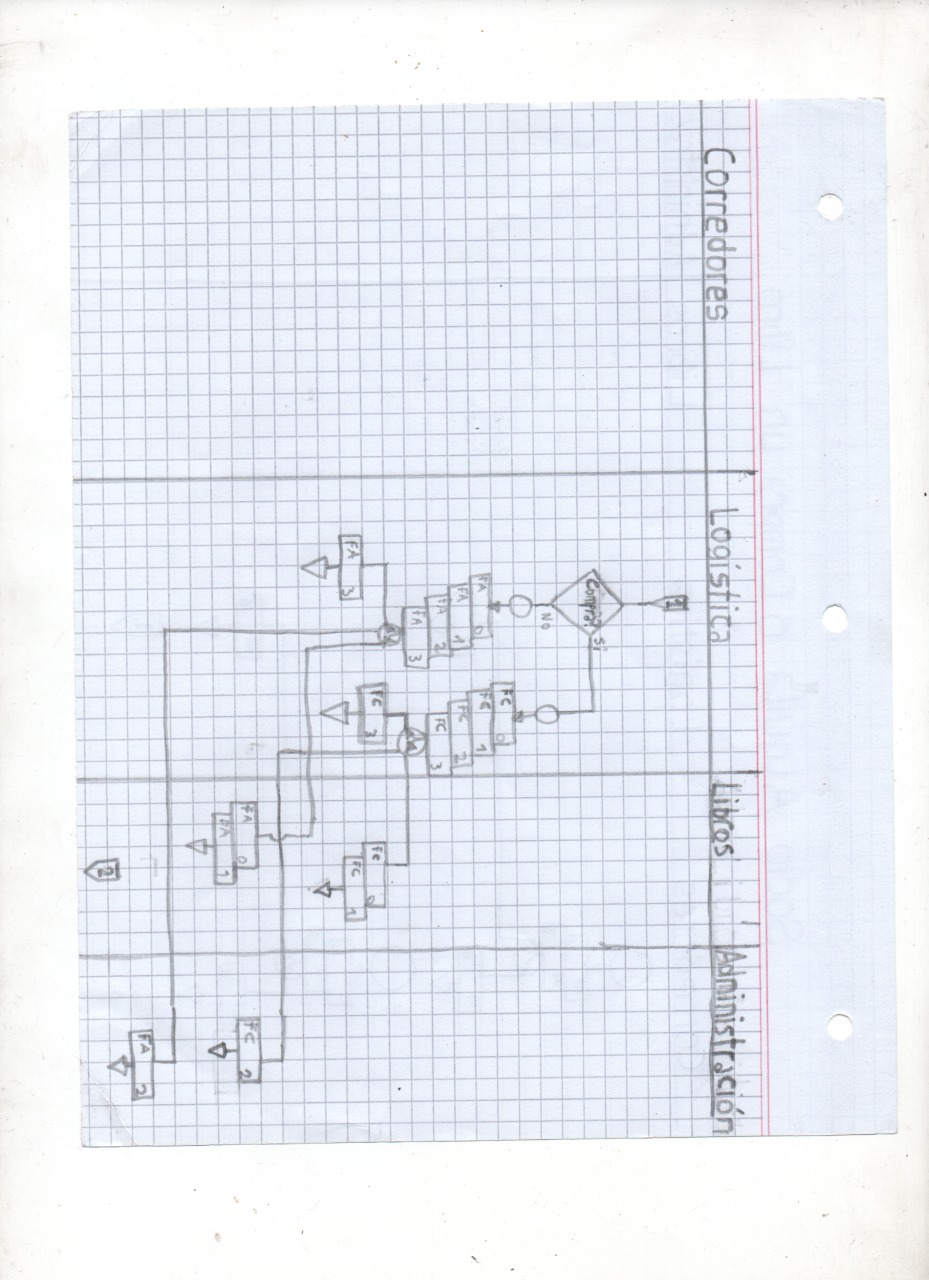 Corredores
Logística
Libros
Administración
1
Compra?
Sí
No
FA 0
FA 1
FA 2
FA 3
FC 0
FC 1
FC 2
FC 3
FA 3
FC 3
FC 0
FC 1
FA 0
FA 1
FC 2
FA 2
2